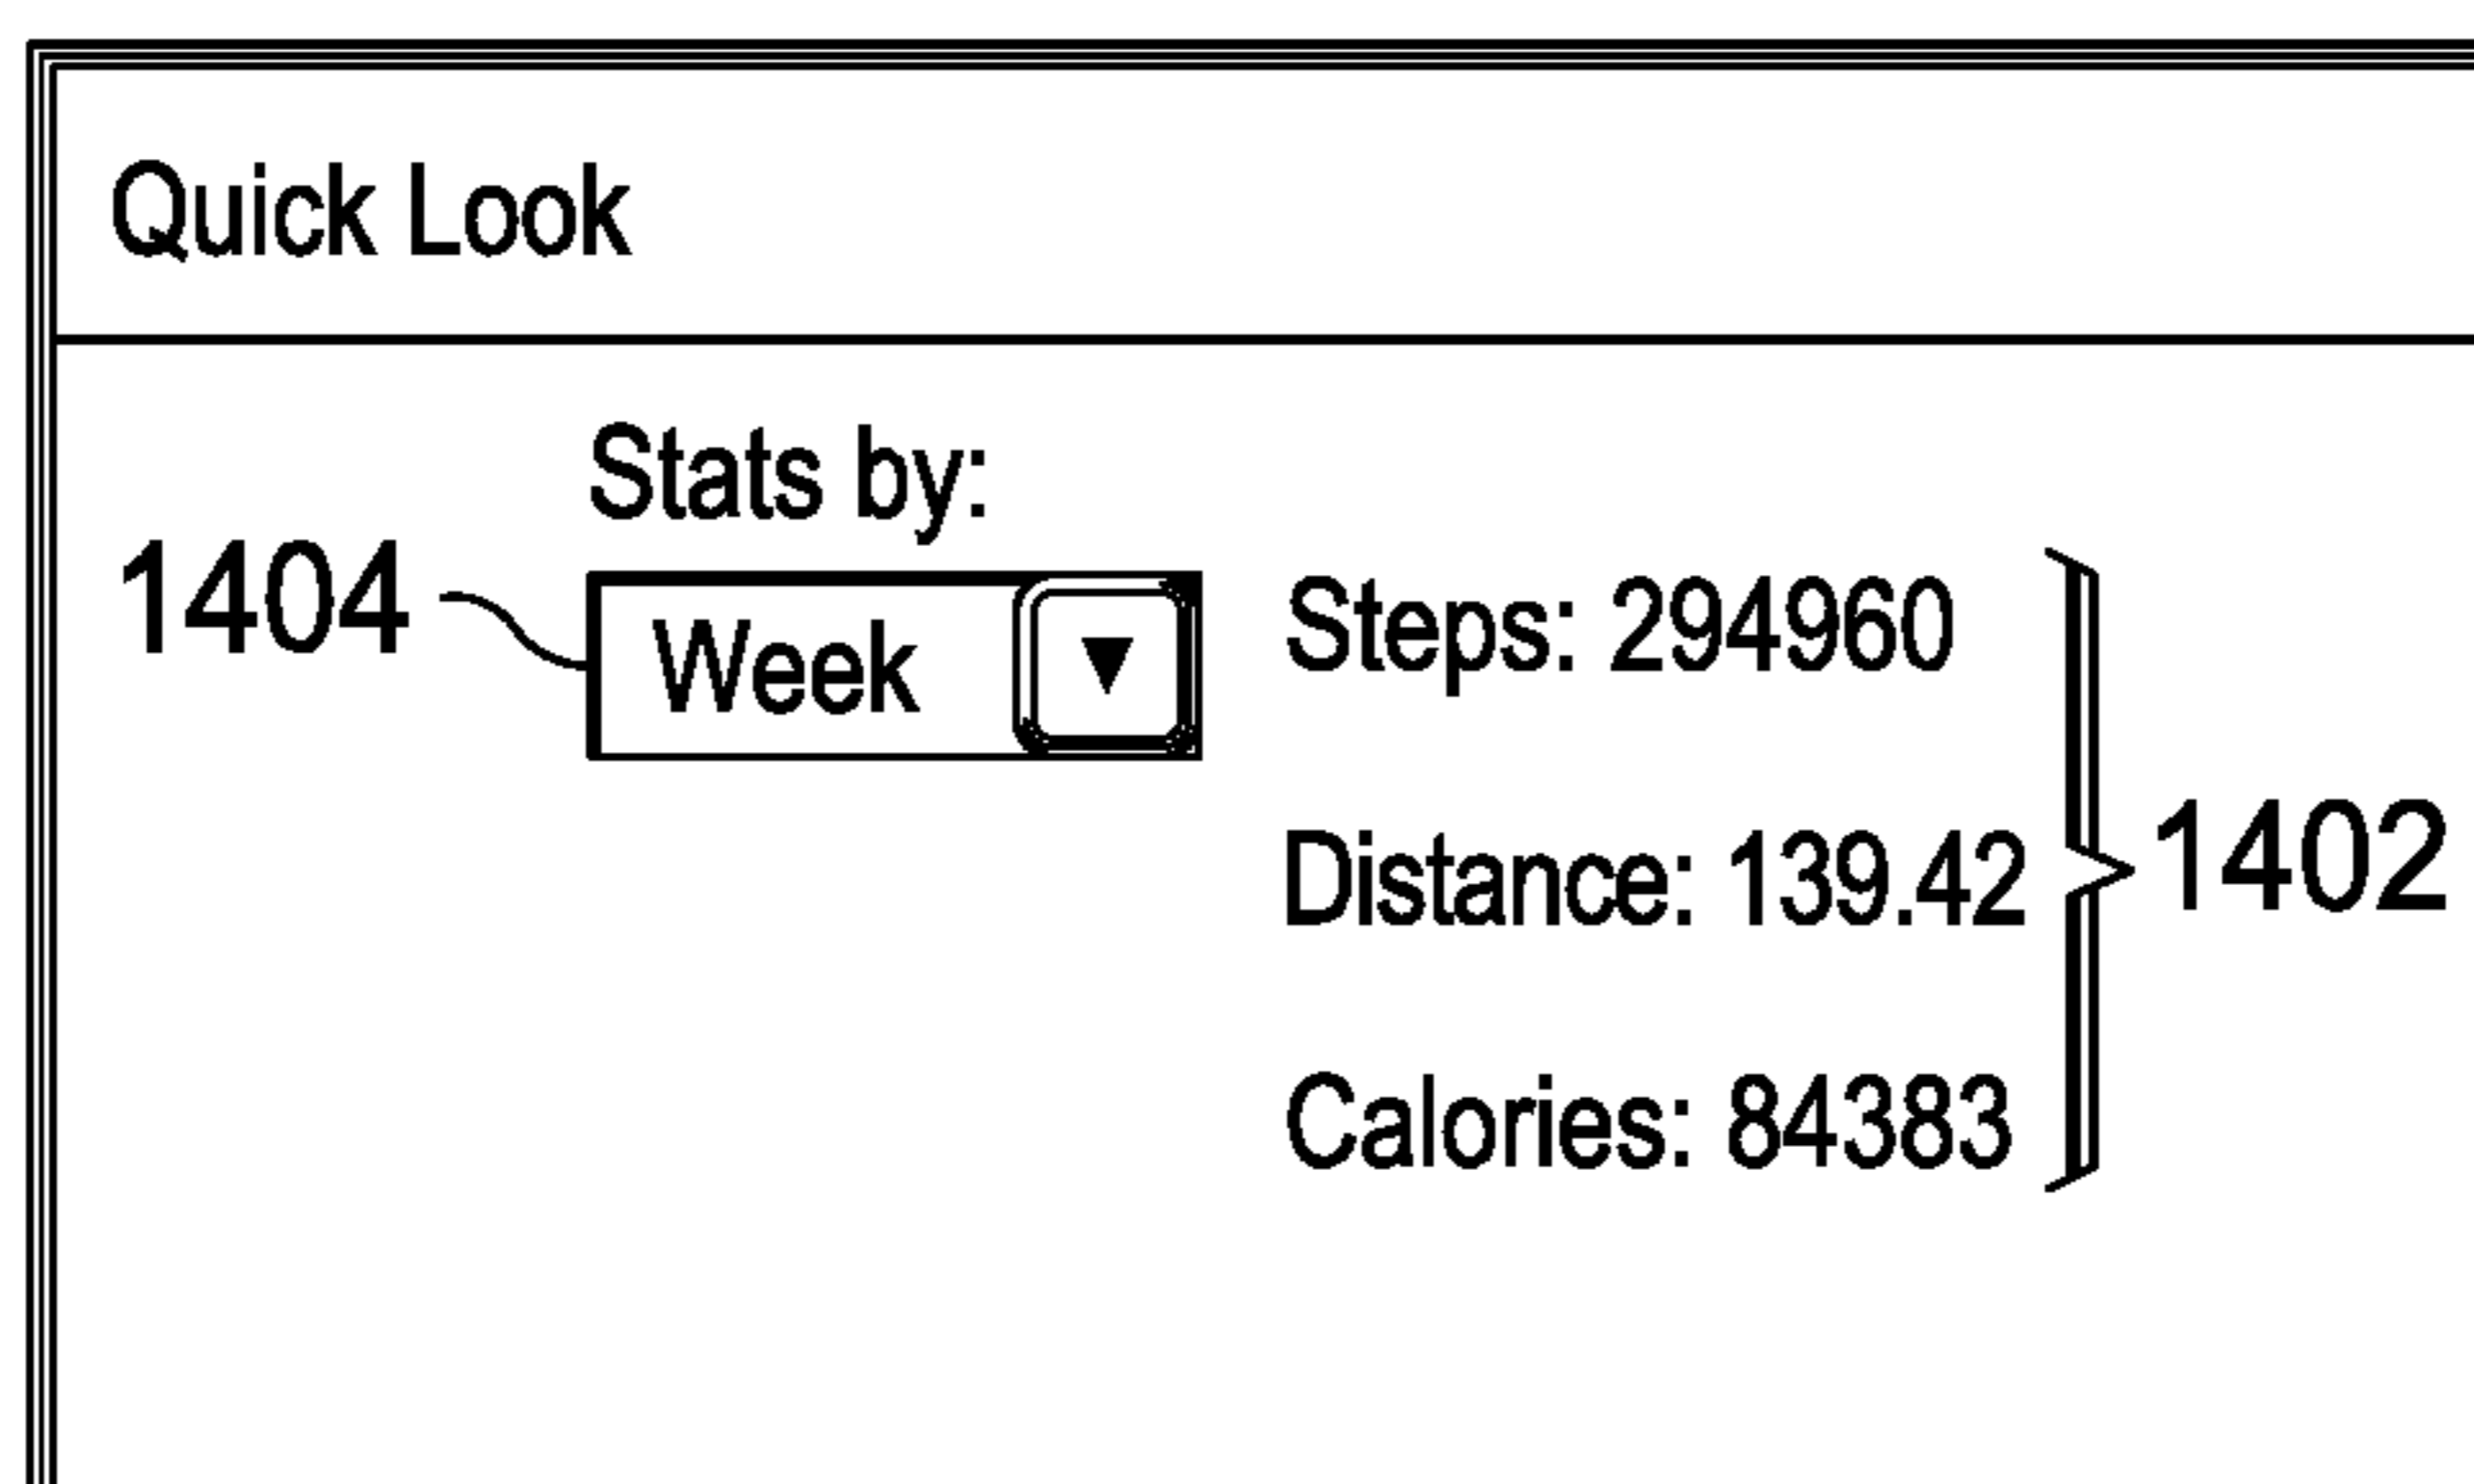 Quick Look
Stats by:
1404
Week
Steps: 294960
Distance: 139.42
Calories: 84383
1402